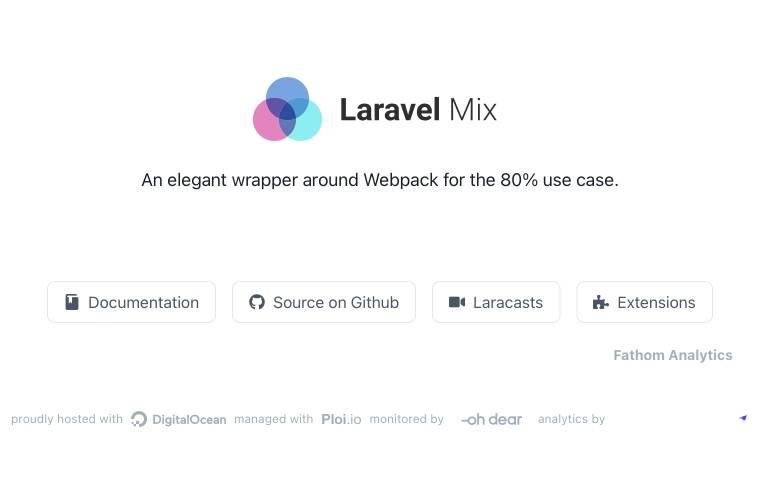 Laravel Mix
An elegant wrapper around Webpack for the 80% use case.
Documentation
Source on Github
Laracasts
Extensions
Fathom Analytics
proudly hosted with DigitalOcean managed with Ploi.io monitored by oh dear analytics by